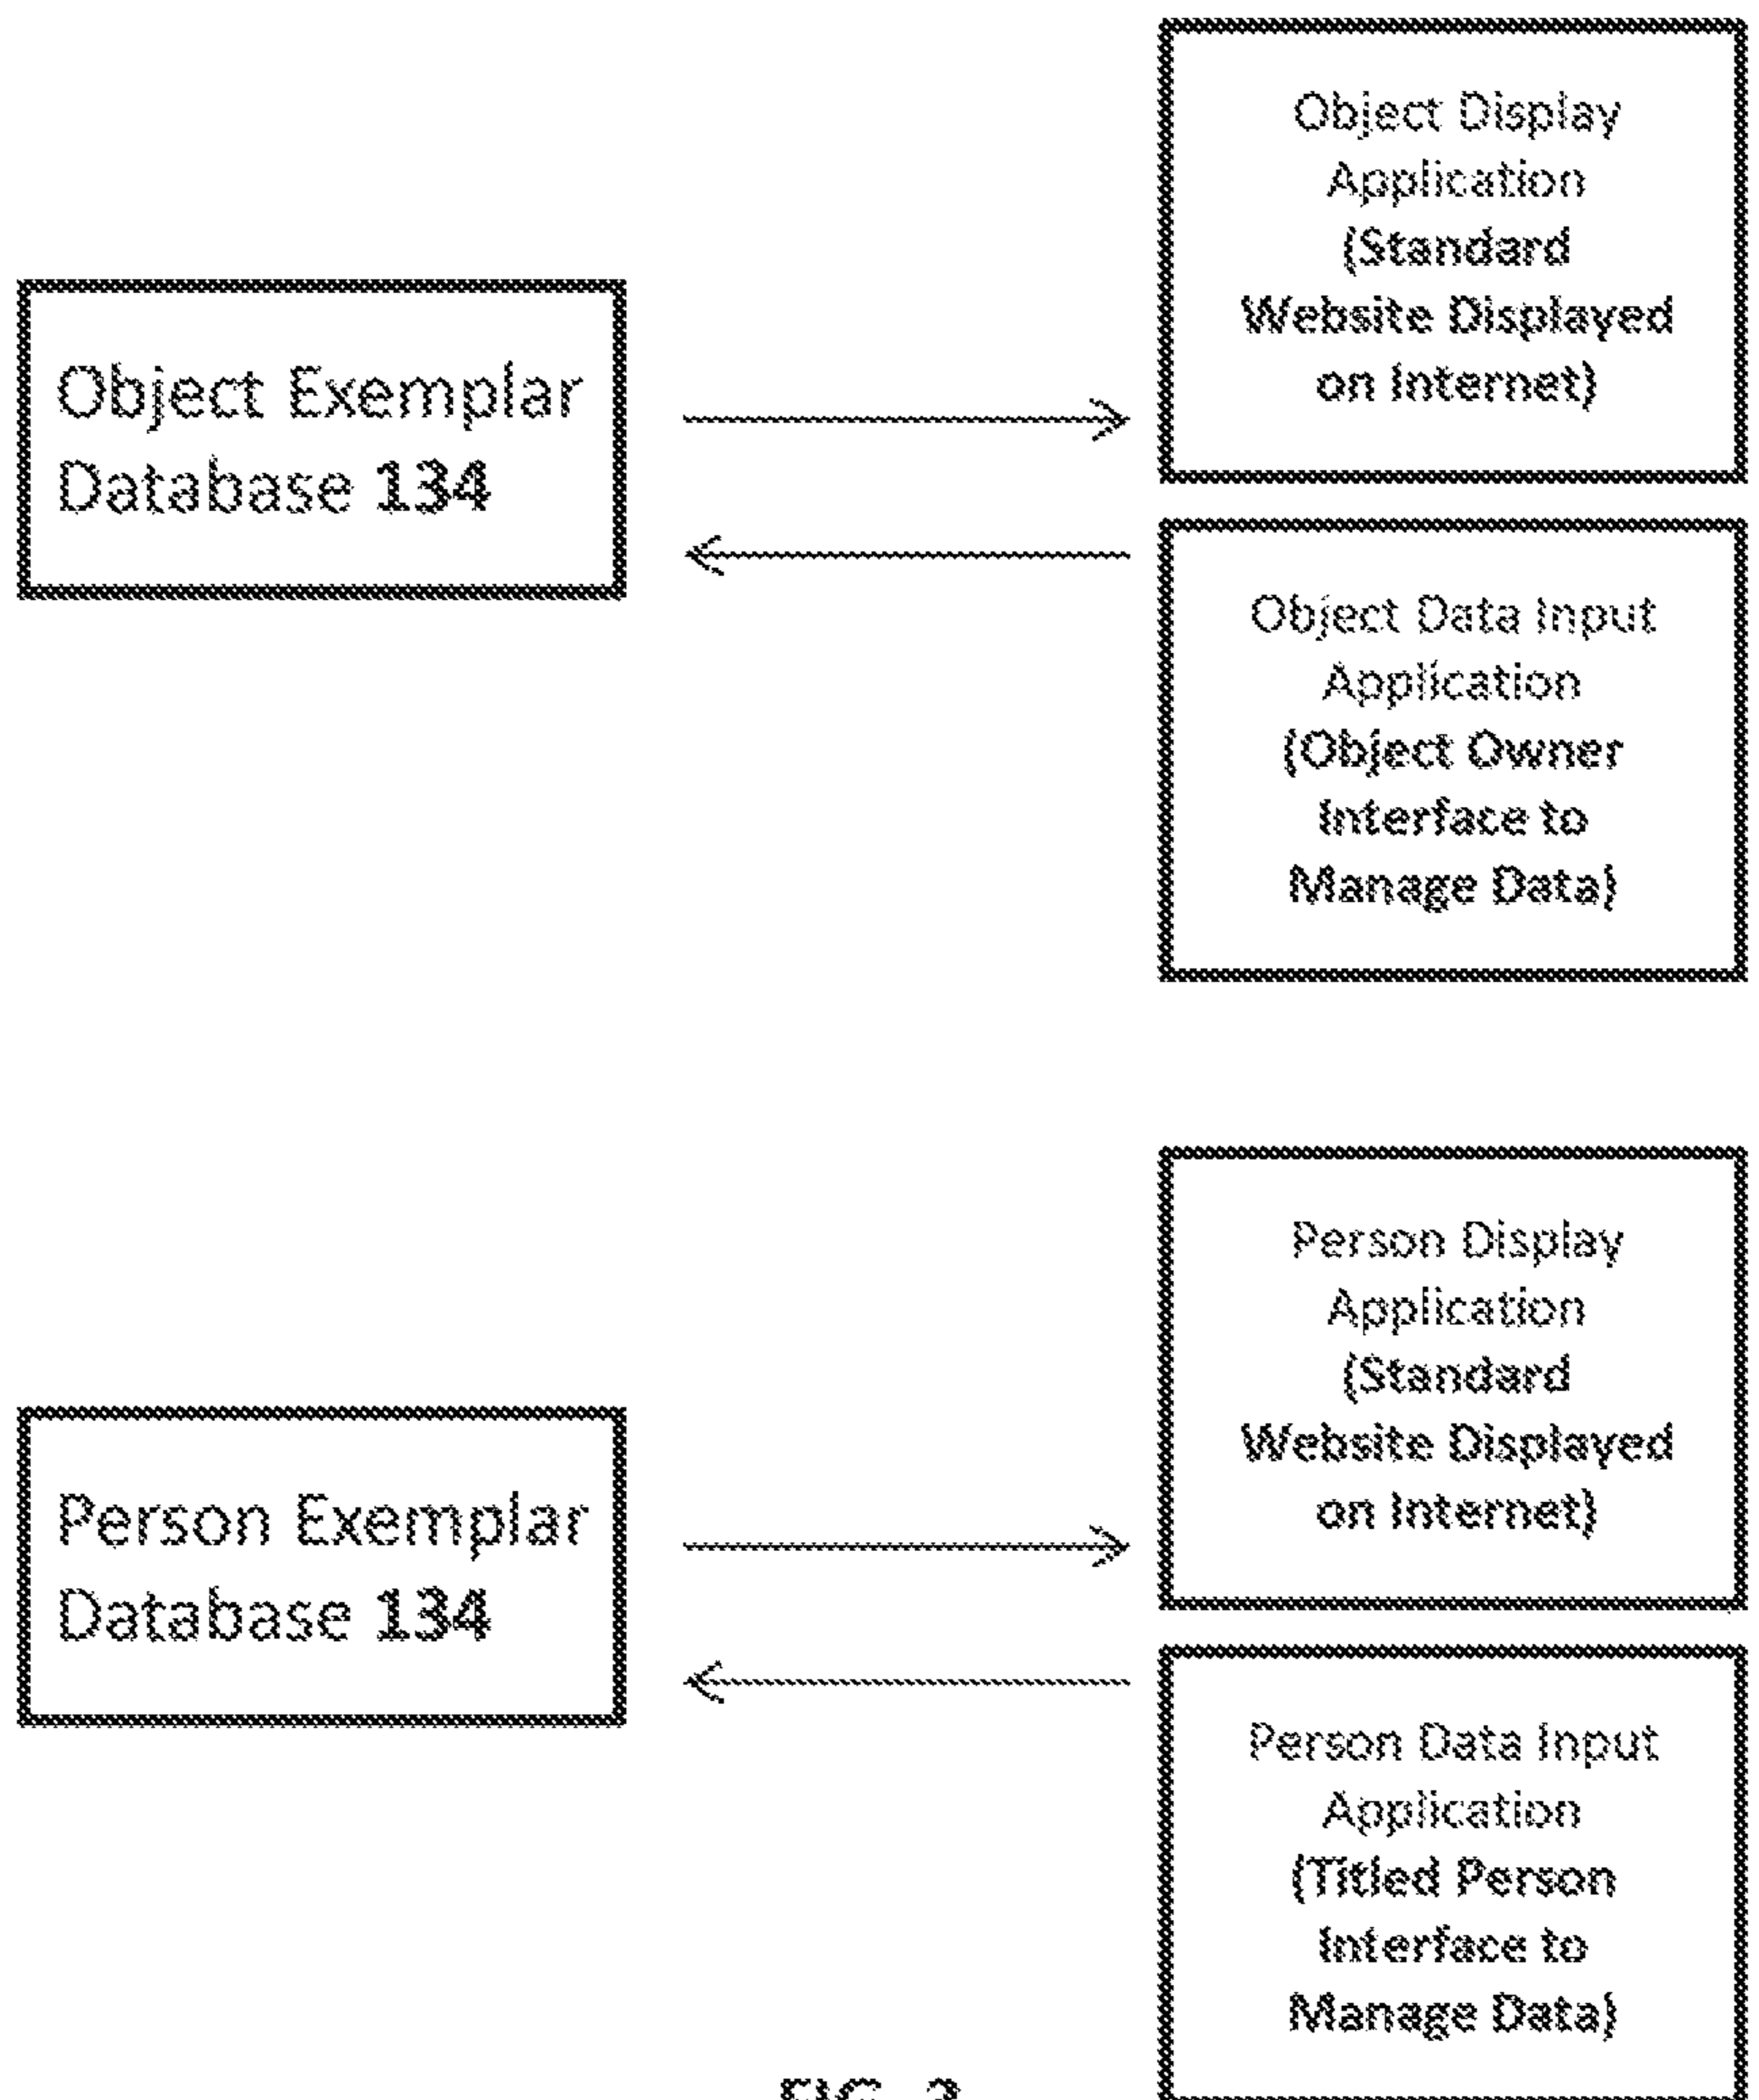 Object Display
Application
(Standard
Website Displayed
on Internet)
Object Exemplar
Database 134
Object Data Input
Application
(Object Owner
Interface to
Manage Data)
Person Display
Application
(Standard
Website Displayed
on Internet)
Person Exemplar
Database 134
Person Data Input
Application
(Titled Person
Interface to
Manage Data)
FIG.